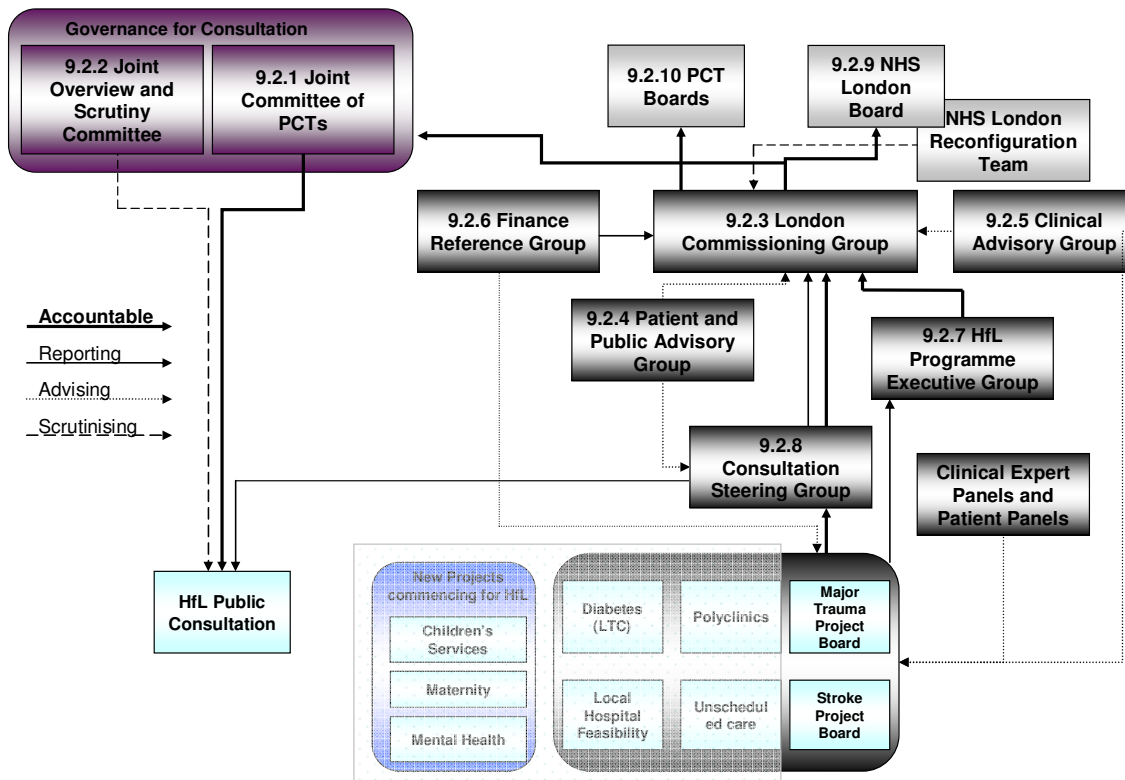 Governance for Consultation
9.2.2 Joint
Overview and
Scrutiny
Committee
9.2.1 Joint
Committee of
PCTs
9.2.10 PCT
Boards
9.2.9 NHS
London
Board
NHS London
Reconfiguration
Team
9.2.6 Finance
Reference Group
9.2.3 London
Commissioning Group
9.2.5 Clinical
Advisory Group
Accountable
Reporting
Advising
Scrutinising
9.2.4 Patient and
Public Advisory
Group
9.2.7 HfL
Programme
Executive Group
9.2.8
Consultation
Steering Group
Clinical Expert
Panels and
Patient Panels
HfL Public
Consultation
New Projects
commencing for HfL
Children's
Services
Maternity
Mental Health
Diabetes
(LTC)
Polyclinics
Major
Trauma
Project
Board
Local
Hospital
Feasibility
Unschedul
ed care
Stroke
Project
Board